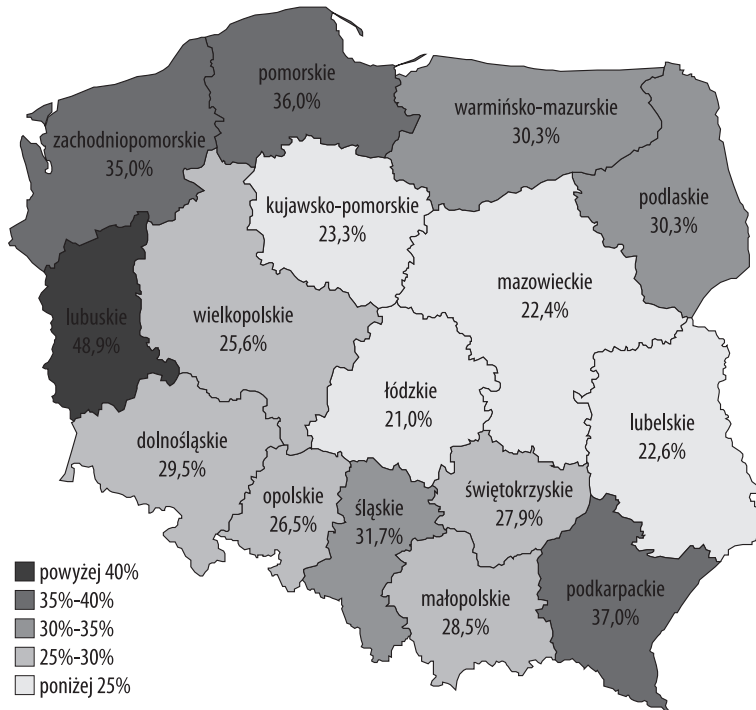 pomorskie
36,0%
warmińsko-mazurskie
30,3%
zachodniopomorskie
35,0%
podlaskie
30,3%
kujawsko-pomorskie
23,3%
mazowieckie
22,4%
lubuskie
48,9%
wielkopolskie
25,6%
łódzkie
21,0%
lubelskie
22,6%
dolnośląskie
29,5%
opolskie
26,5%
śląskie
31,7%
świętokrzyskie
27,9%
małopolskie
28,5%
podkarpackie
37,0%
powyżej 40%
35%-40%
30%-35%
25%-30%
poniżej 25%